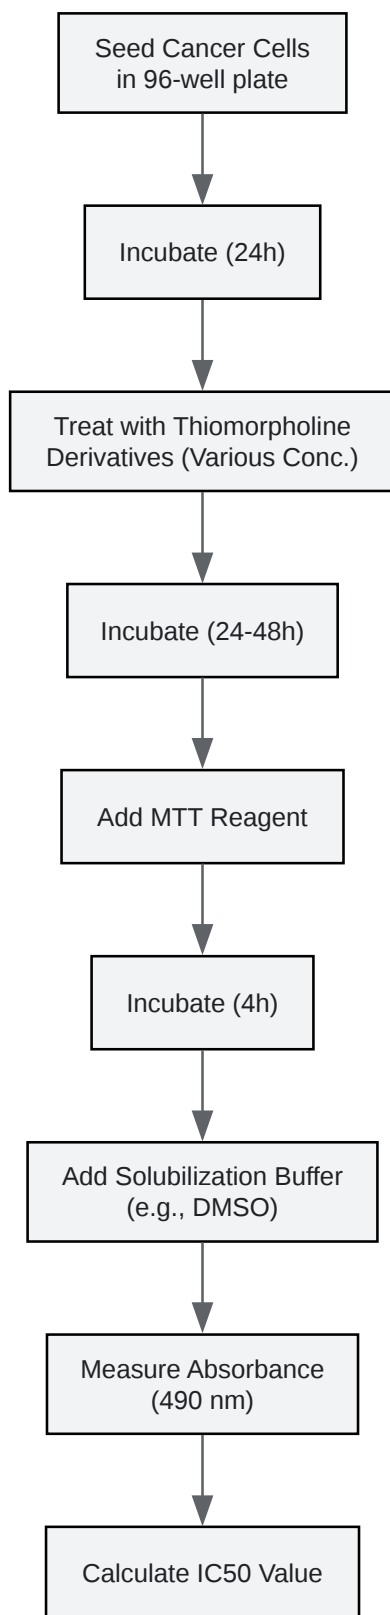 Seed Cancer Cells
in 96-well plate
Incubate (24h)
Treat with Thiomorpholine
Derivatives (Various Conc.)
Incubate (24-48h)
Add MTT Reagent
Incubate (4h)
Add Solubilization Buffer
(e.g., DMSO)
Measure Absorbance
(490 nm)
Calculate IC50 Value